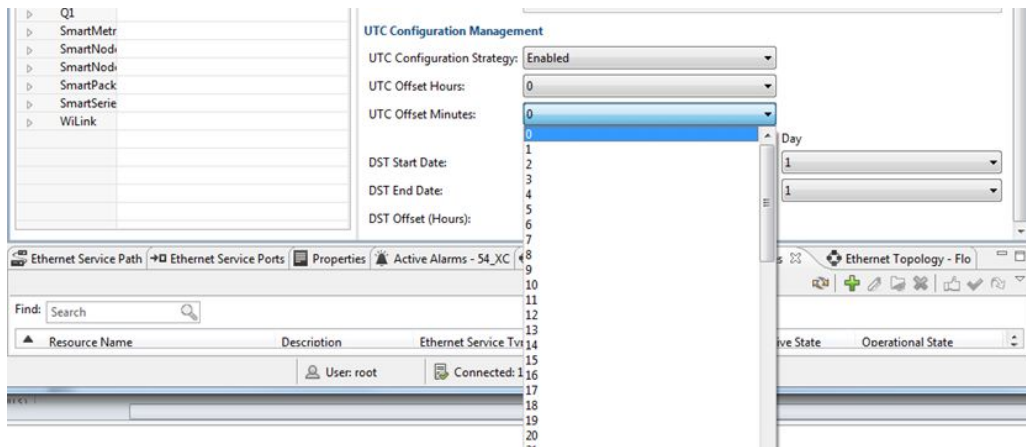 Q1
SmartMetr
SmartNode
SmartNode
SmartPack
SmartSerie
WiLink
UTC Configuration Management
UTC Configuration Strategy: Enabled
UTC Offset Hours: 0
UTC Offset Minutes: 0
0
1
2
3
4
5
6
7
8
9
10
11
12
13
14
15
16
17
18
19
20
Day
DST Start Date: 1
DST End Date: 1
DST Offset (Hours):
Ethernet Service Path Ethernet Service Ports Properties Active Alarms - 54_XC Ethernet Topology - Flo
Find: Search
Resource Name Description Ethernet Service Ty ive State Operational State
User: root Connected: 1